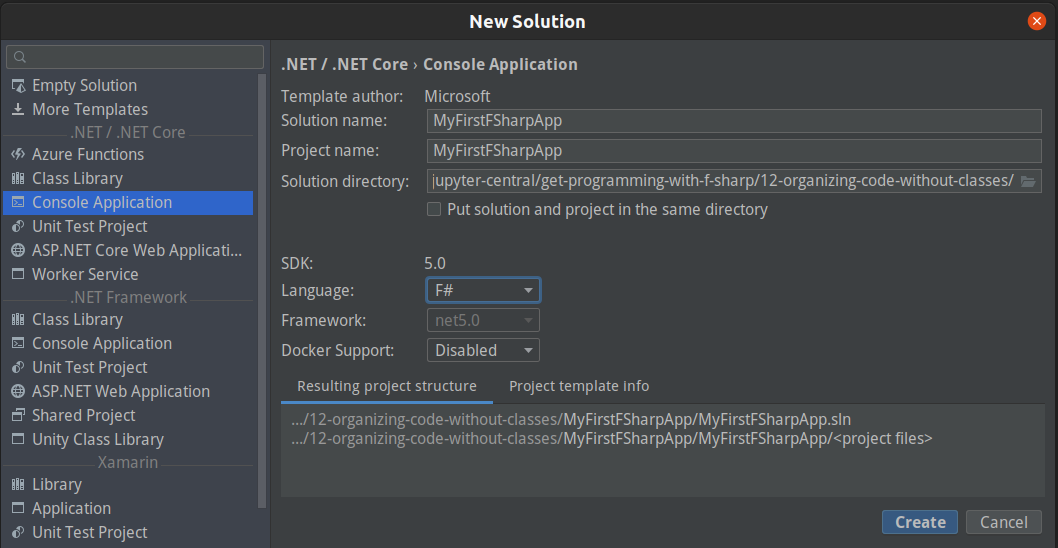 New Solution
Empty Solution
More Templates
.NET / .NET Core
Azure Functions
Class Library
Console Application
Unit Test Project
ASP.NET Core Web Applicati...
Worker Service
.NET Framework
Class Library
Console Application
Unit Test Project
ASP.NET Web Application
Shared Project
Unity Class Library
Xamarin
Library
Application
Unit Test Project
.NET / .NET Core › Console Application
Template author: Microsoft
Solution name: MyFirstFSharpApp
Project name: MyFirstFSharpApp
Solution directory: jupyter-central/get-programming-with-f-sharp/12-organizing-code-without-classes/
Put solution and project in the same directory
SDK: 5.0
Language: F#
Framework: net5.0
Docker Support: Disabled
Resulting project structure Project template info
.../12-organizing-code-without-classes/MyFirstFSharpApp/MyFirstFSharpApp.sln
.../12-organizing-code-without-classes/MyFirstFSharpApp/MyFirstFSharpApp/<project files>
Create Cancel